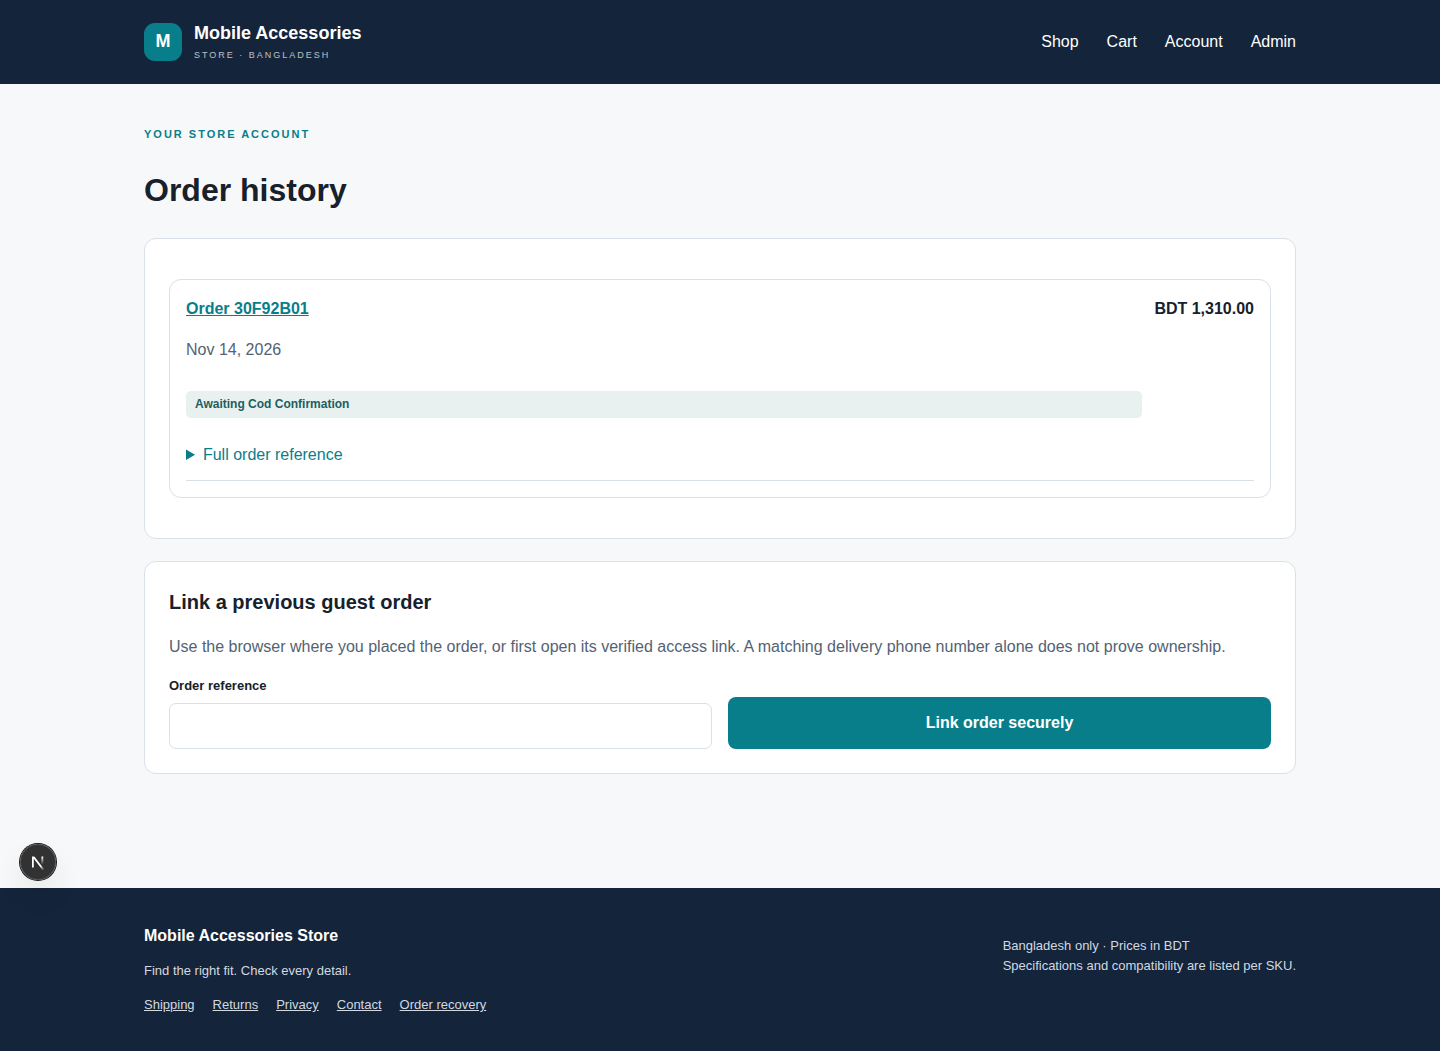 M
Mobile Accessories
STORE · BANGLADESH
Shop Cart Account Admin
YOUR STORE ACCOUNT
Order history
Order 30F92B01 BDT 1,310.00
Nov 14, 2026
Awaiting Cod Confirmation
Full order reference
Link a previous guest order
Use the browser where you placed the order, or first open its verified access link. A matching delivery phone number alone does not prove ownership.
Order reference
Link order securely
N
Mobile Accessories Store
Find the right fit. Check every detail.
Shipping Returns Privacy Contact Order recovery
Bangladesh only · Prices in BDT
Specifications and compatibility are listed per SKU.